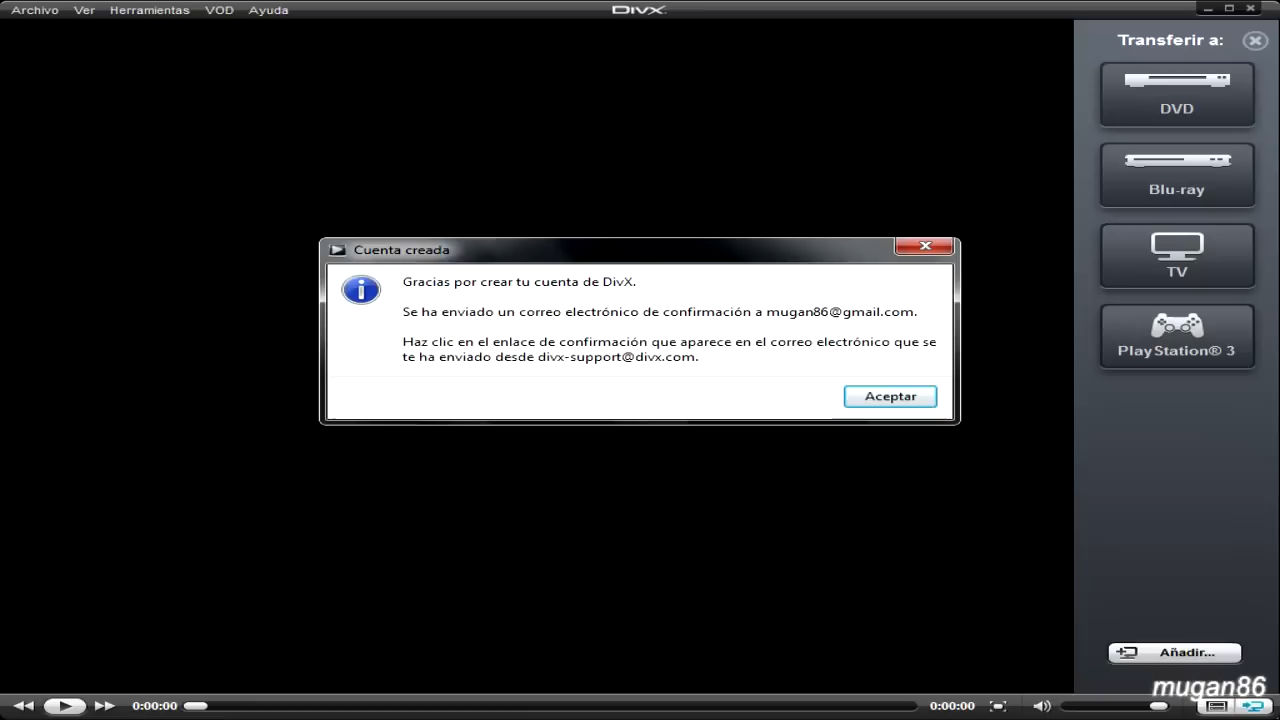 Archivo Ver Herramientas VOD Ayuda
DIVX
Transferir a:
DVD
Blu-ray
TV
PlayStation® 3
Cuenta creada
Gracias por crear tu cuenta de DivX.
Se ha enviado un correo electrónico de confirmación a mugan86@gmail.com.
Haz clic en el enlace de confirmación que aparece en el correo electrónico que se
te ha enviado desde divx-support@divx.com.
Aceptar
Añadir...
mugan86
0:00:00
0:00:00